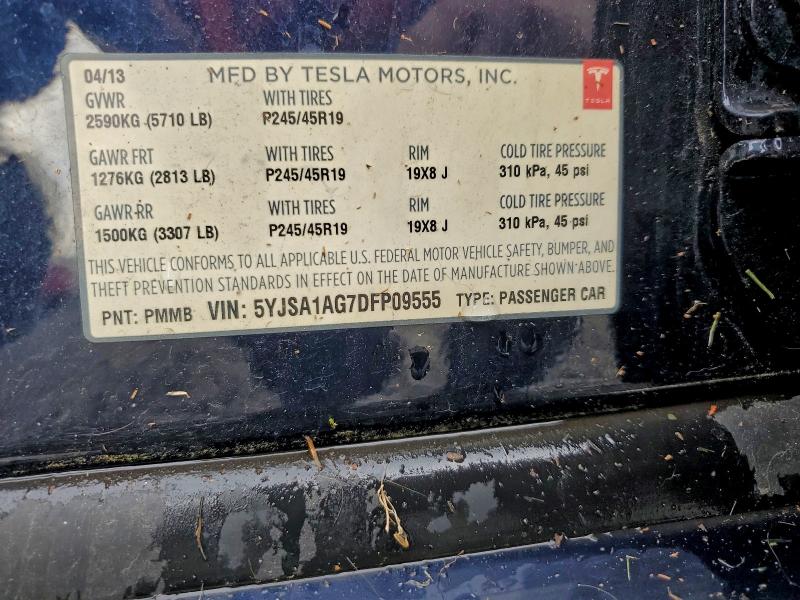 04/13 MFD BY TESLA MOTORS, INC.
TESLA
GVWR WITH TIRES
2590KG (5710 LB) P245/45R19
GAWR FRT WITH TIRES RIM COLD TIRE PRESSURE
1276KG (2813 LB) P245/45R19 19X8 J 310 kPa, 45 psi
GAWR RR WITH TIRES RIM COLD TIRE PRESSURE
1500KG (3307 LB) P245/45R19 19X8 J 310 kPa, 45 psi
THIS VEHICLE CONFORMS TO ALL APPLICABLE U.S. FEDERAL MOTOR VEHICLE SAFETY, BUMPER, AND
THEFT PREVENTION STANDARDS IN EFFECT ON THE DATE OF MANUFACTURE SHOWN ABOVE.
PNT: PMMB VIN: 5YJSA1AG7DFP09555 TYPE: PASSENGER CAR